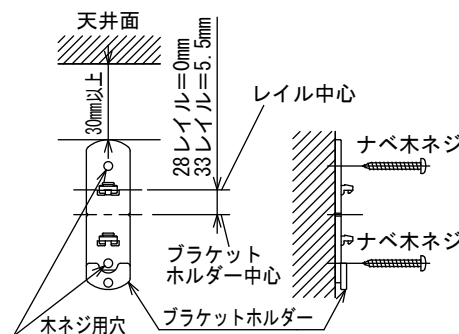 天井面
30mm以上
28レイル=0mm
33レイル=5.5mm
レイル中心
ナベ木ネジ
ナベ木ネジ
ブラケット
ホルダー中心
木ネジ用穴
ブラケットホルダー